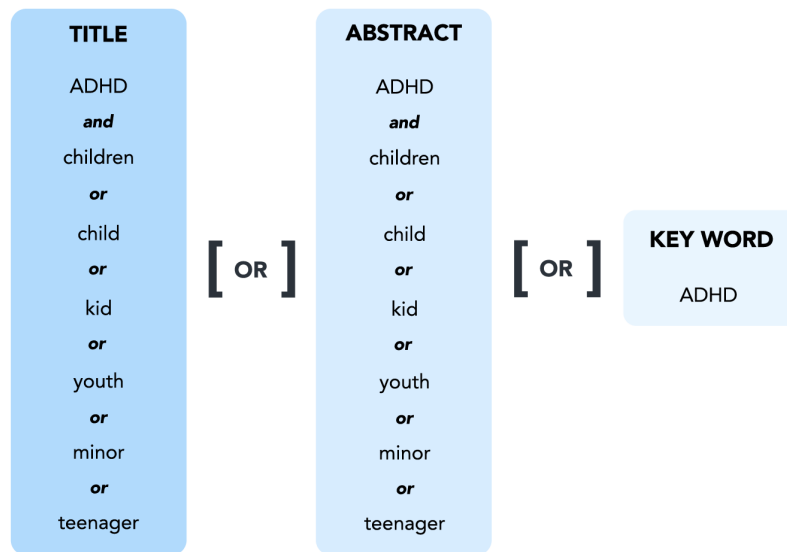 TITLE
ADHD
and
children
or
child
or
kid
or
youth
or
minor
or
teenager
[ OR ]
ABSTRACT
ADHD
and
children
or
child
or
kid
or
youth
or
minor
or
teenager
[ OR ]
KEY WORD
ADHD